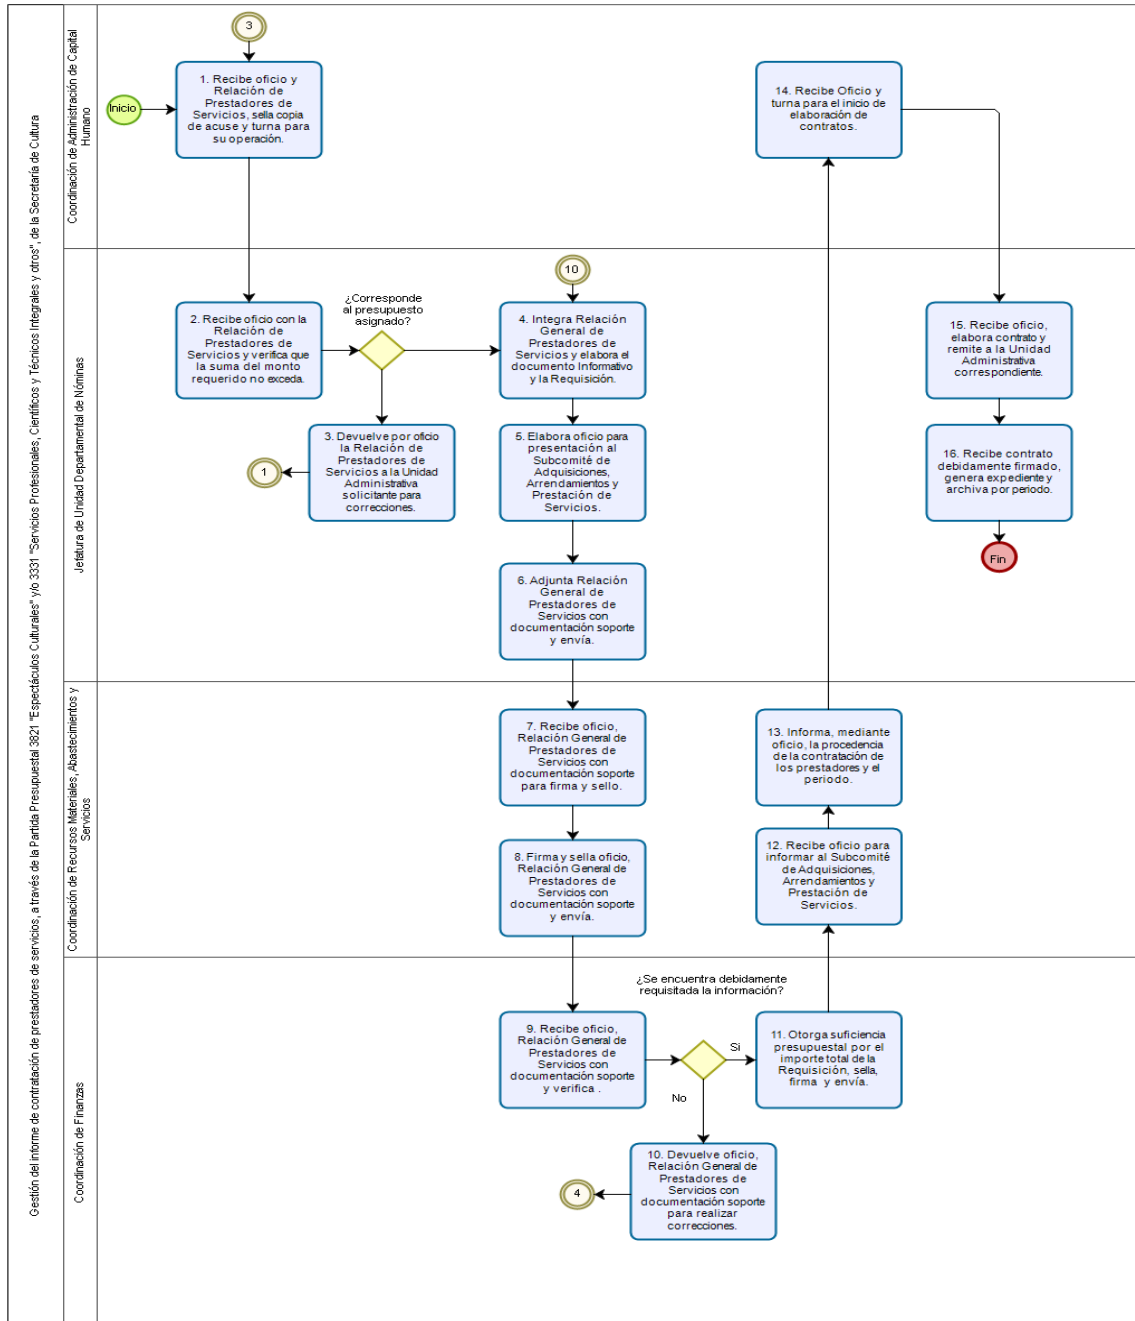 Gestión del informe de contratación de prestadores de servicios, a través de la Partida Presupuestal 3821 "Espectáculos Culturales" y/o 3331 "Servicios Profesionales, Científicos y Técnicos Integrales y otros", de la Secretaría de Cultura
Coordinación de Administración de Capital
Humano
3
Inicio
1. Recibe oficio y
Relación de
Prestadores de
Servicios, sella copia
de acuse y turna para
su operación.
14. Recibe Oficio y
turna para el inicio de
elaboración de
contratos.
Jefatura de Unidad Departamental de Nóminas
10
¿Corresponde
al presupuesto
asignado?
2. Recibe oficio con la
Relación de
Prestadores de
Servicios y verifica que
la suma del monto
requerido no exceda.
4. Integra Relación
General de
Prestadores de
Servicios y elabora el
documento Informativo
y la Requisición.
15. Recibe oficio,
elabora contrato y
remite a la Unidad
Administrativa
correspondiente.
3. Devuelve por oficio
la Relación de
Prestadores de
Servicios a la Unidad
Administrativa
solicitante para
correcciones.
1
5. Elabora oficio para
presentación al
Subcomité de
Adquisiciones,
Arrendamientos y
Prestación de
Servicios.
16. Recibe contrato
debidamente firmado,
genera expediente y
archiva por periodo.
Fin
6. Adjunta Relación
General de
Prestadores de
Servicios con
documentación soporte
y envía.
Coordinación de Recursos Materiales, Abastecimientos y
Servicios
7. Recibe oficio,
Relación General de
Prestadores de
Servicios con
documentación soporte
para firma y sello.
13. Informa, mediante
oficio, la procedencia
de la contratación de
los prestadores y el
periodo.
8. Firma y sella oficio,
Relación General de
Prestadores de
Servicios con
documentación soporte
y envía.
12. Recibe oficio para
informar al Subcomité
de Adquisiciones,
Arrendamientos y
Prestación de
Servicios.
Coordinación de Finanzas
¿Se encuentra debidamente
requisitada la información?
9. Recibe oficio,
Relación General de
Prestadores de
Servicios con
documentación soporte
y verifica .
Si
No
11. Otorga suficiencia
presupuestal por el
importe total de la
Requisición, sella,
firma y envía.
10. Devuelve oficio,
Relación General de
Prestadores de
Servicios con
documentación soporte
para realizar
correcciones.
4